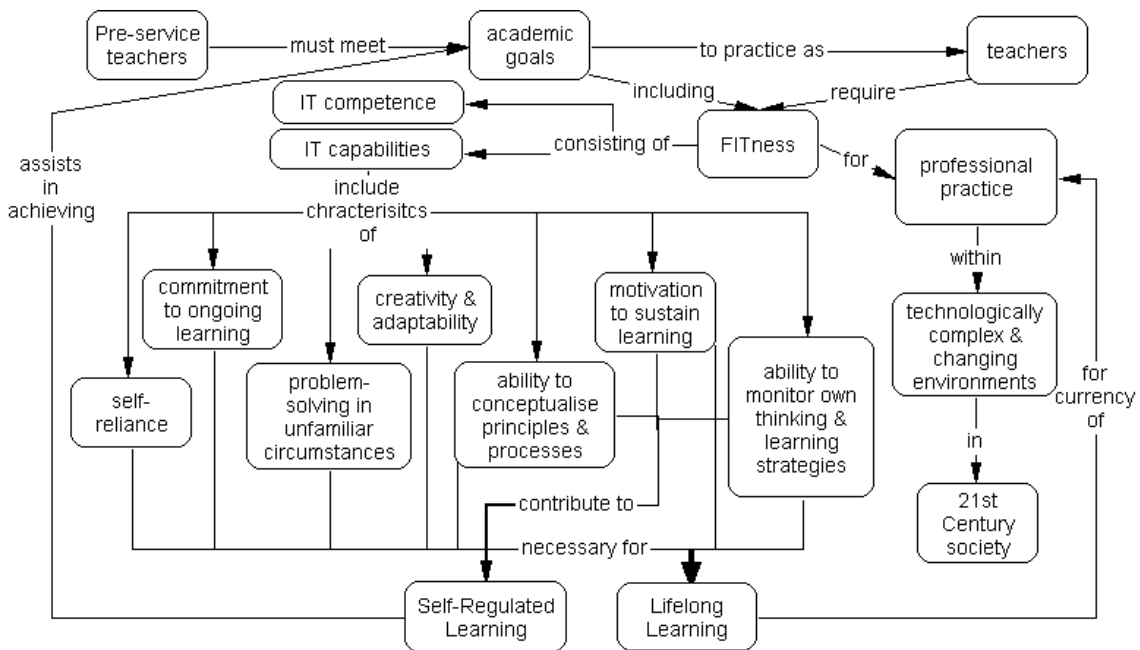 Pre-service
teachers
must meet
academic
goals
to practice as
teachers
IT competence
including
require
IT capabilities
consisting of
FITness
for
professional
practice
assists
in
achieving
include
chracterisitcs
of
within
commitment
to ongoing
learning
creativity &
adaptability
motivation
to sustain
learning
technologically
complex &
changing
environments
self-
reliance
problem-
solving in
unfamiliar
circumstances
ability to
conceptualise
principles &
processes
ability to
monitor own
thinking &
learning
strategies
for
currency
of
in
contribute to
21st
Century
society
necessary for
Self-Regulated
Learning
Lifelong
Learning